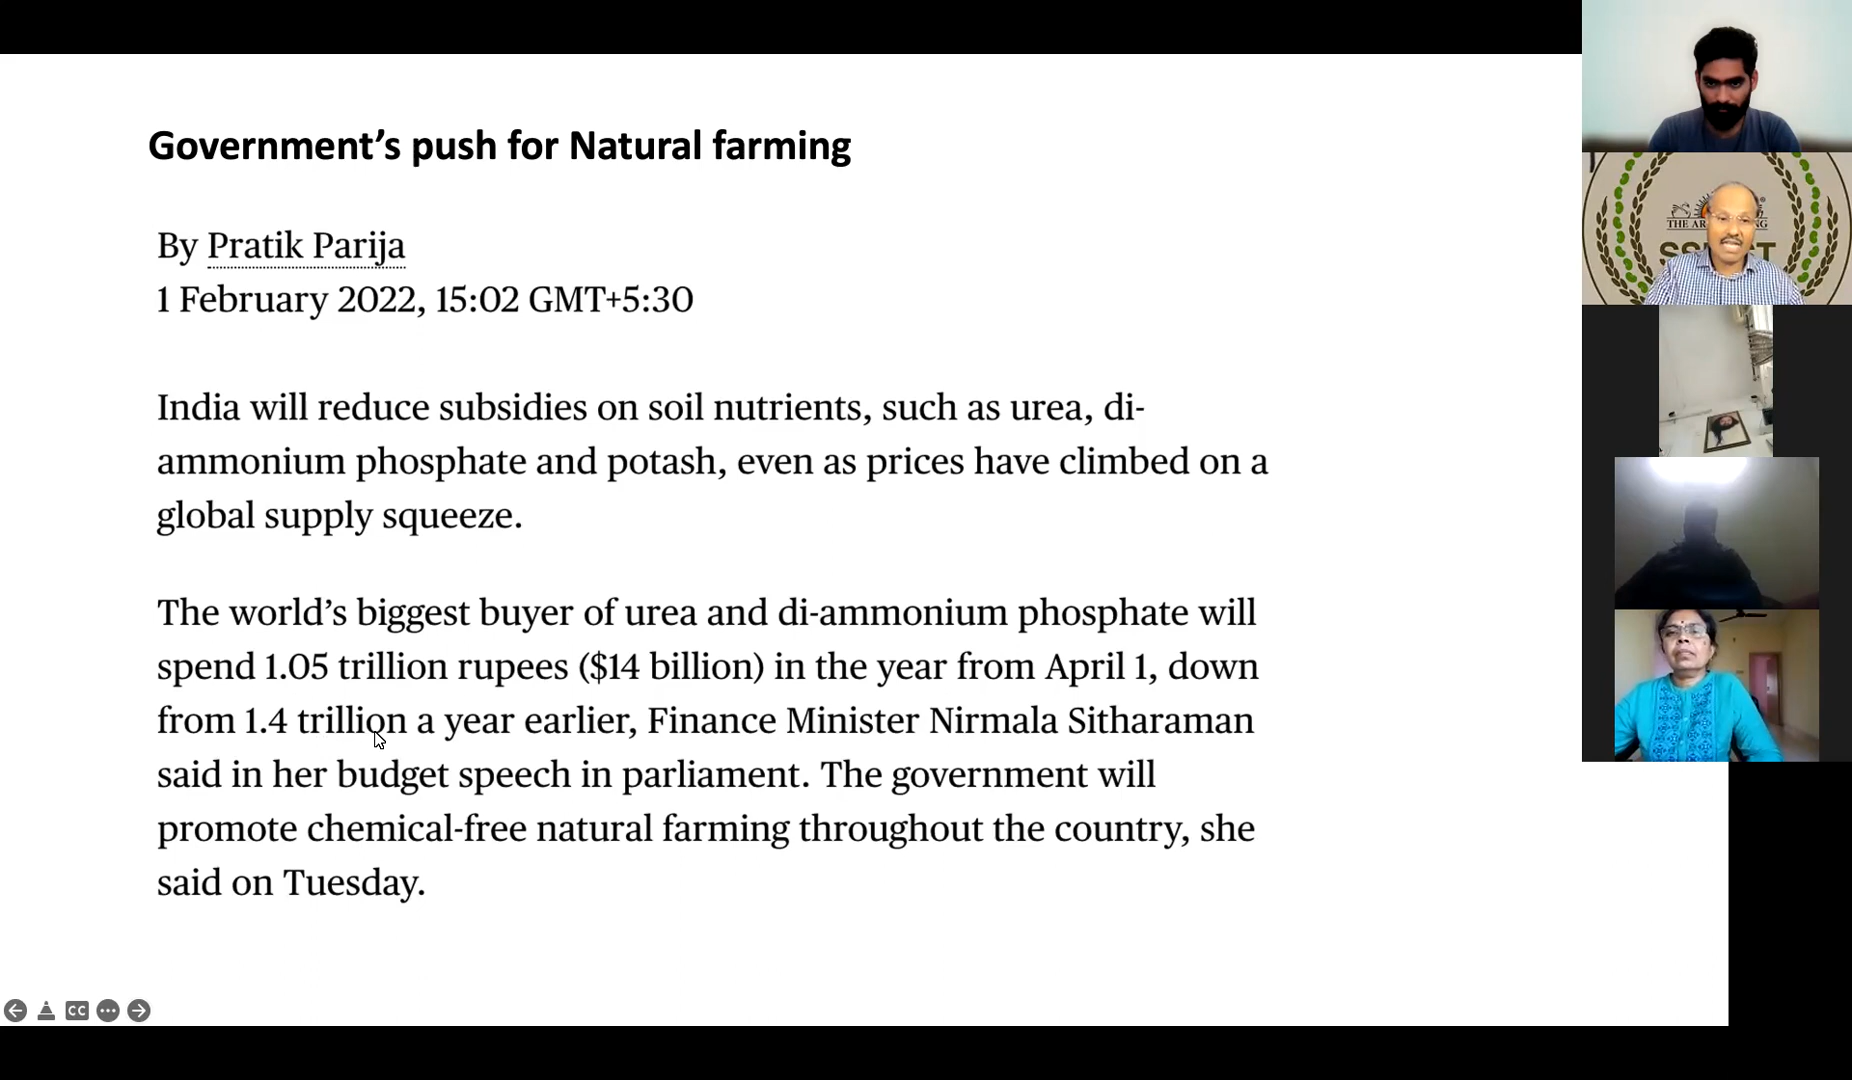 Government’s push for Natural farming
By Pratik Parija
1 February 2022, 15:02 GMT+5:30
India will reduce subsidies on soil nutrients, such as urea, di-
ammonium phosphate and potash, even as prices have climbed on a
global supply squeeze.
The world’s biggest buyer of urea and di-ammonium phosphate will
spend 1.05 trillion rupees ($14 billion) in the year from April 1, down
from 1.4 trillion a year earlier, Finance Minister Nirmala Sitharaman
said in her budget speech in parliament. The government will
promote chemical-free natural farming throughout the country, she
said on Tuesday.
CC
THE AR